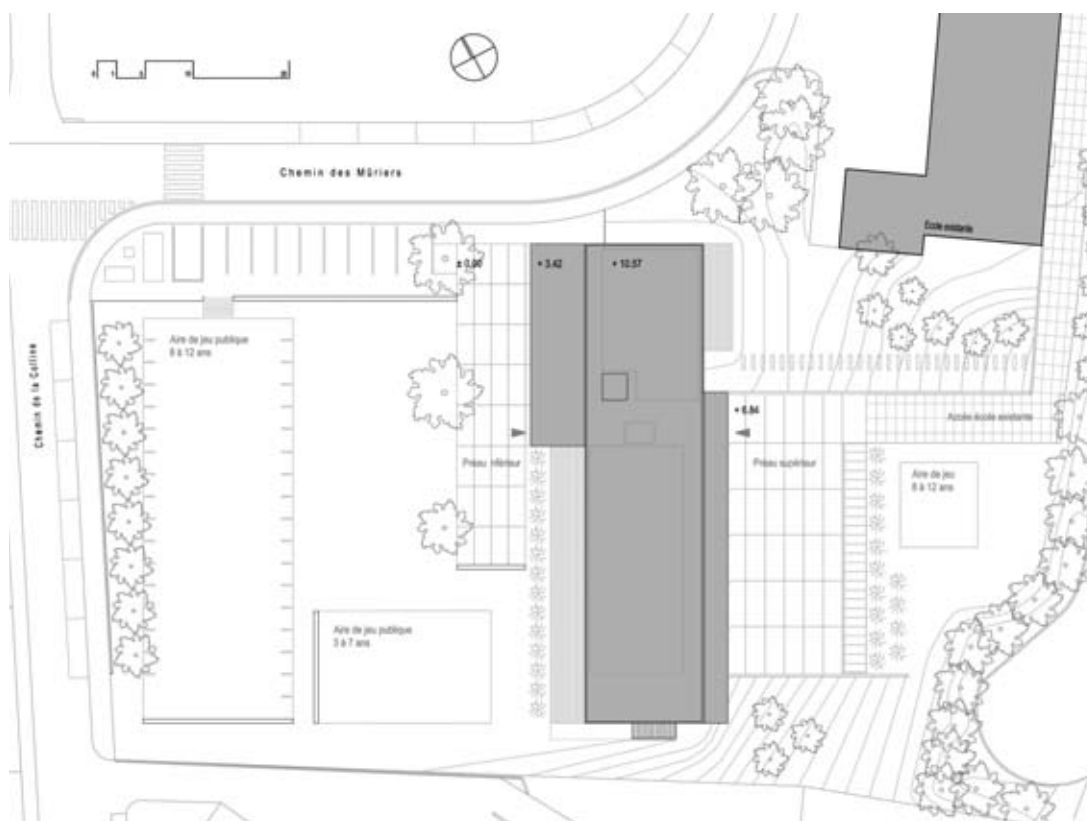 Chemin des Mûriers
Ecole existante
± 0.00
+ 3.42
+ 10.57
Aire de jeu publique
8 à 12 ans
Chemin de la Colline
+ 6.84
Accès école existante
Préau inférieur
Préau supérieur
Aire de jeu
8 à 12 ans
Aire de jeu publique
3 à 7 ans